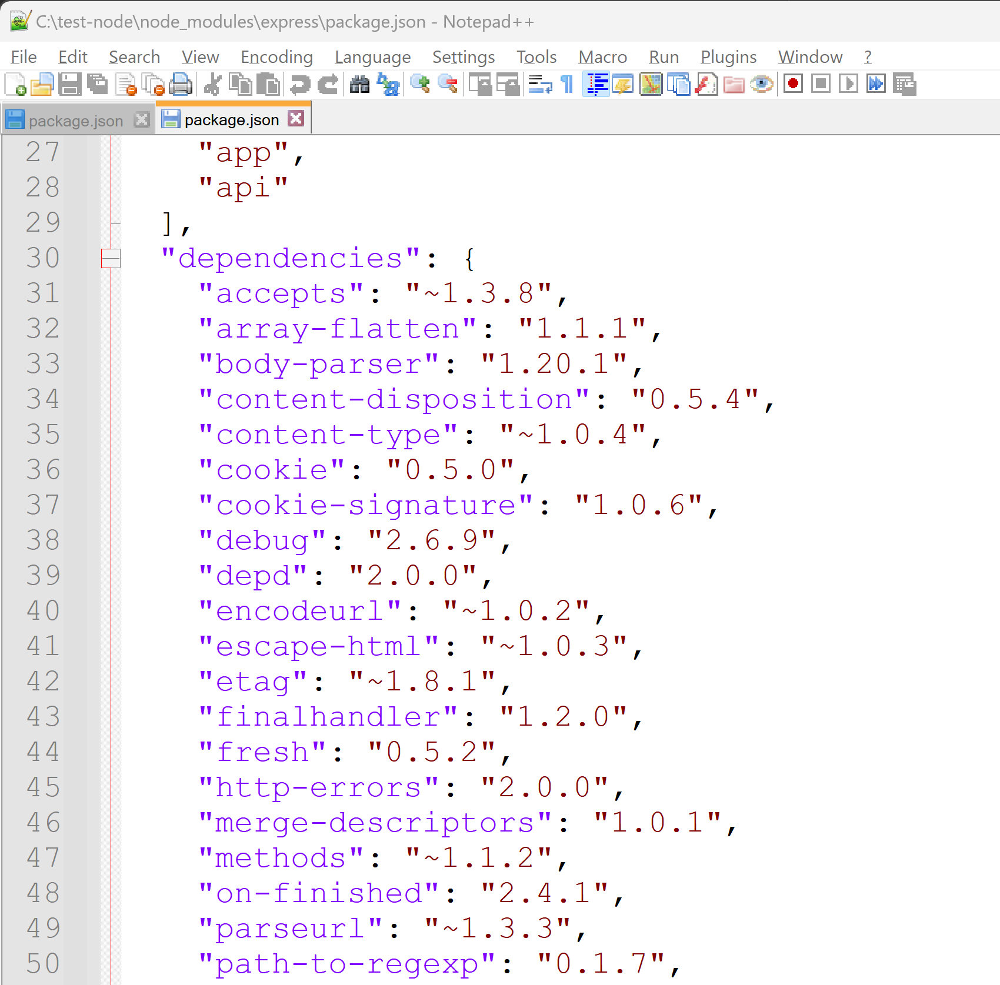 C:\test-node\node_modules\express\package.json - Notepad++
File Edit Search View Encoding Language Settings Tools Macro Run Plugins Window ?
package.json package.json
27 "app",
28 "api"
29 ],
30 "dependencies": {
31 "accepts": "~1.3.8",
32 "array-flatten": "1.1.1",
33 "body-parser": "1.20.1",
34 "content-disposition": "0.5.4",
35 "content-type": "~1.0.4",
36 "cookie": "0.5.0",
37 "cookie-signature": "1.0.6",
38 "debug": "2.6.9",
39 "depd": "2.0.0",
40 "encodeurl": "~1.0.2",
41 "escape-html": "~1.0.3",
42 "etag": "~1.8.1",
43 "finalhandler": "1.2.0",
44 "fresh": "0.5.2",
45 "http-errors": "2.0.0",
46 "merge-descriptors": "1.0.1",
47 "methods": "~1.1.2",
48 "on-finished": "2.4.1",
49 "parseurl": "~1.3.3",
50 "path-to-regexp": "0.1.7",